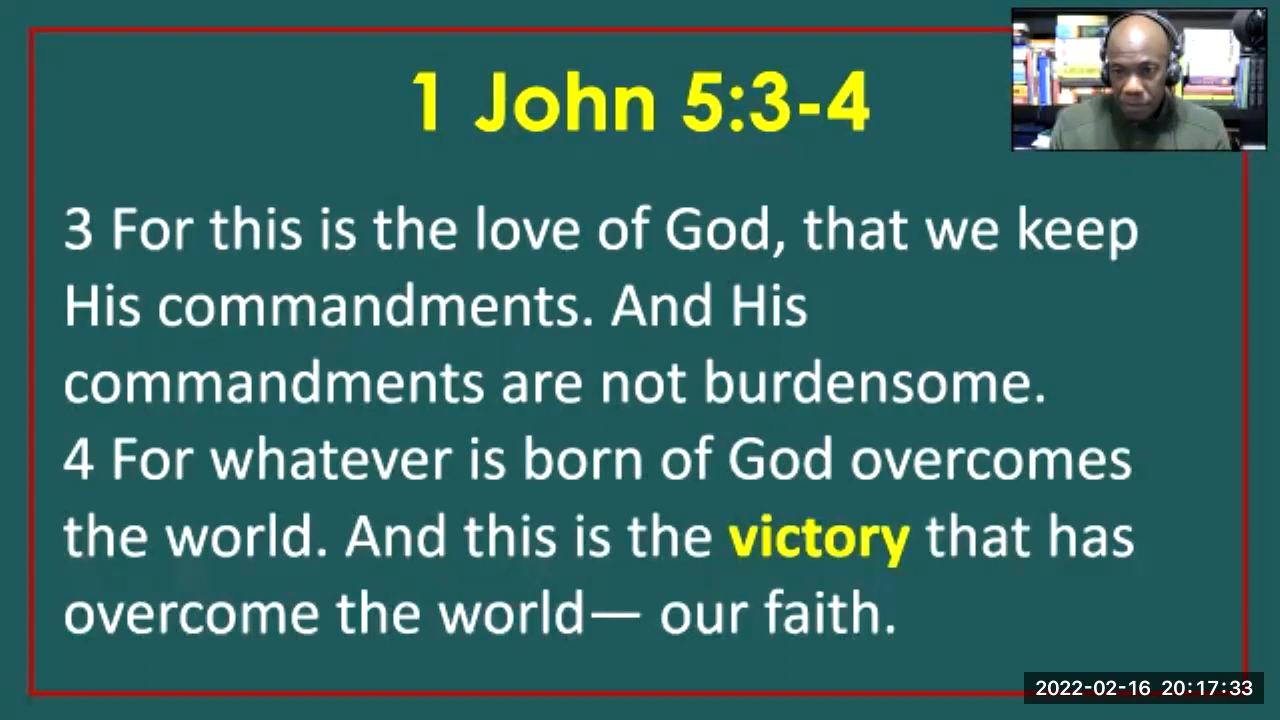 1 John 5:3-4
3 For this is the love of God, that we keep
His commandments. And His
commandments are not burdensome.
4 For whatever is born of God overcomes
the world. And this is the victory that has
overcome the world— our faith.
2022-02-16 20:17:33